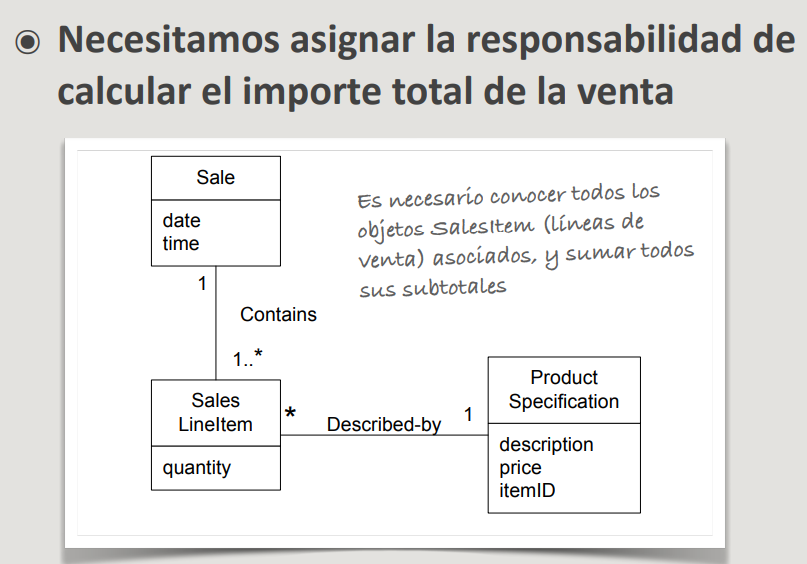 Necesitamos asignar la responsabilidad de
calcular el importe total de la venta
Sale
date
time
Es necesario conocer todos los
objetos SalesItem (líneas de
venta) asociados, y sumar todos
sus subtotales
1
Contains
1..*
Sales
LineItem
quantity
*
Described-by
1
Product
Specification
description
price
itemID